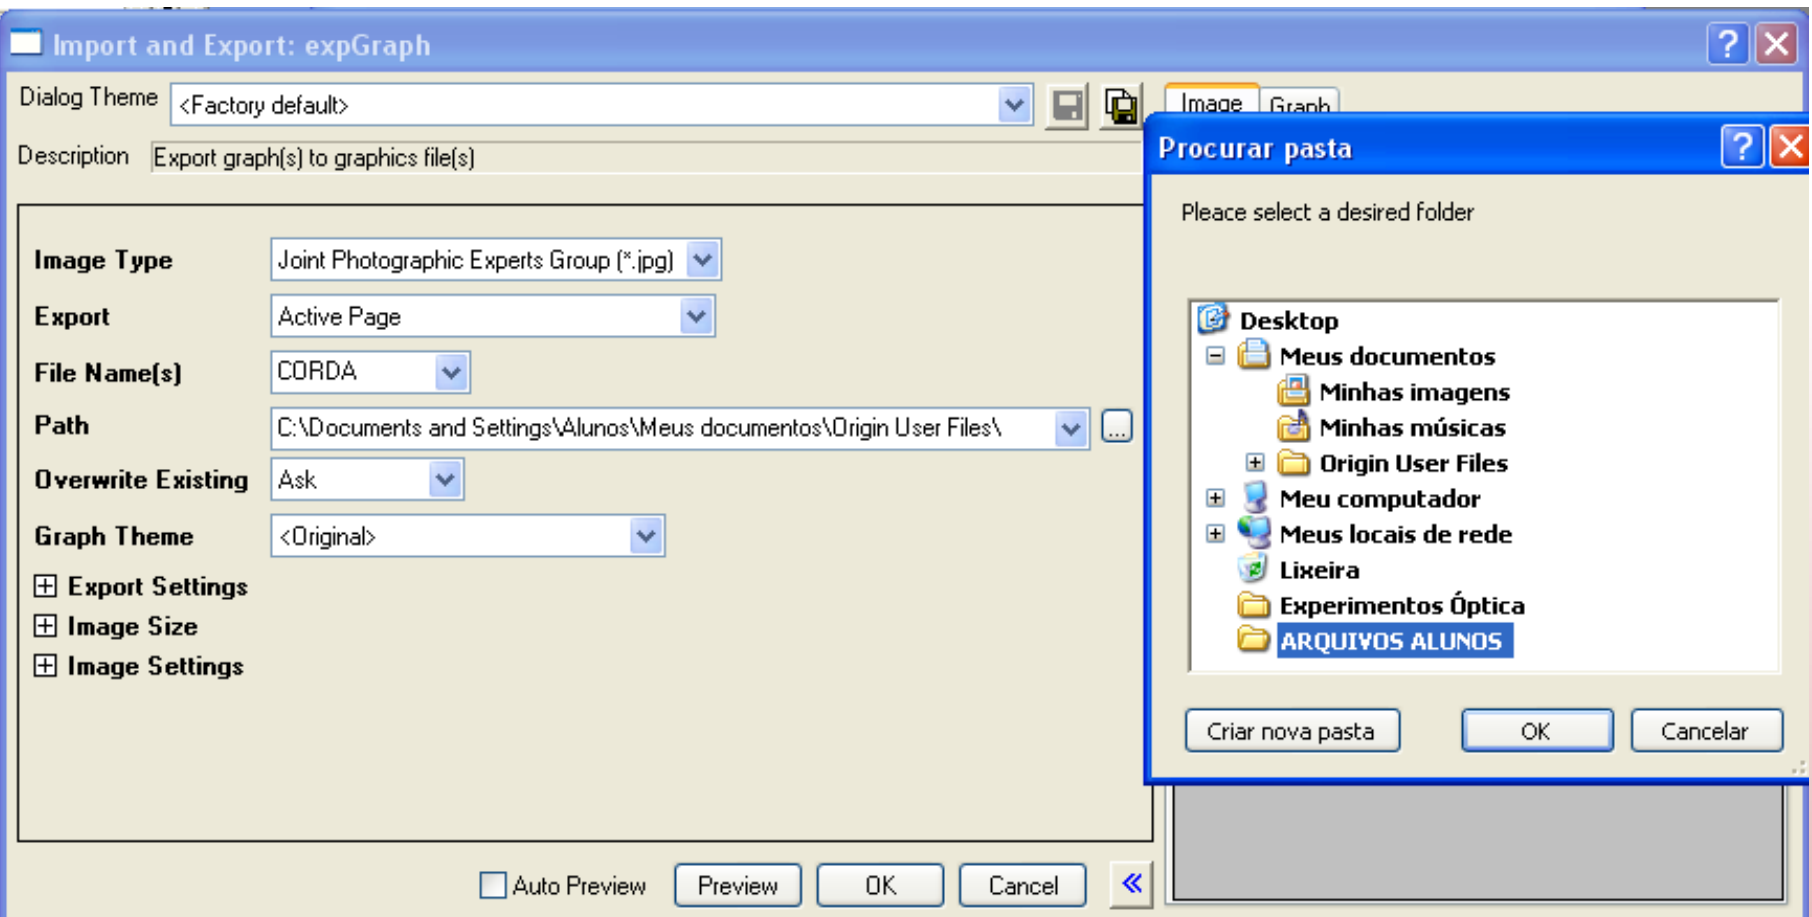 Import and Export: expGraph
Dialog Theme <Factory default>
Description Export graph(s) to graphics file(s)
Image Type Joint Photographic Experts Group (*.jpg)
Export Active Page
File Name(s) CORDA
Path C:\Documents and Settings\Alunos\Meus documentos\Origin User Files\ ...
Overwrite Existing Ask
Graph Theme <Original>
Export Settings
Image Size
Image Settings
Auto Preview Preview OK Cancel
Image Graph
Procurar pasta
Pleace select a desired folder
Desktop
Meus documentos
Minhas imagens
Minhas músicas
Origin User Files
Meu computador
Meus locais de rede
Lixeira
Experimentos Óptica
ARQUIVOS ALUNOS
Criar nova pasta OK Cancelar